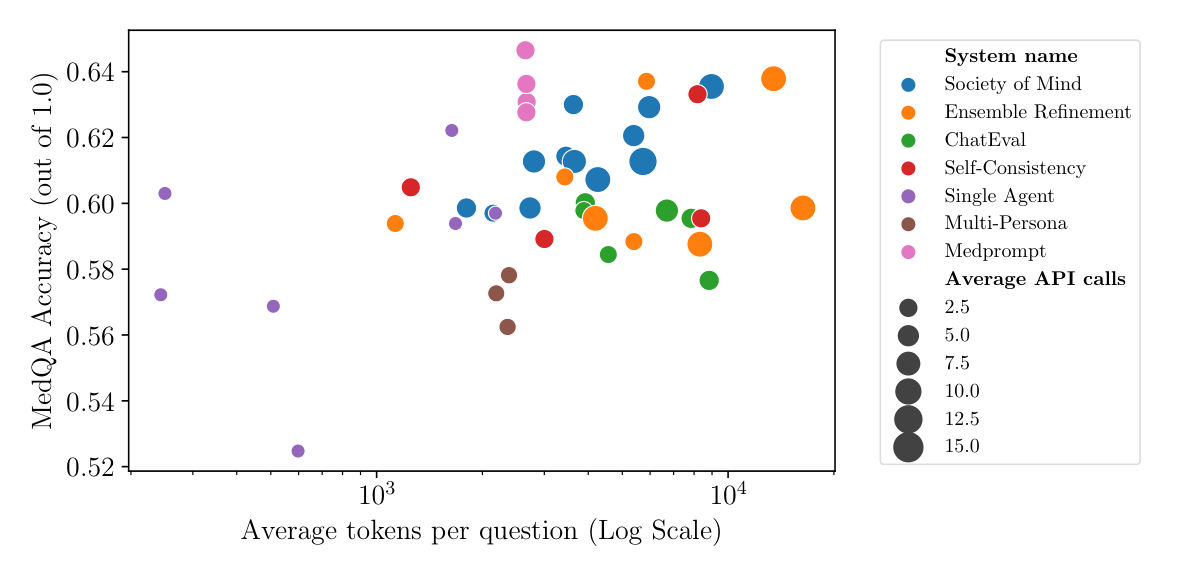 MedQA Accuracy (out of 1.0)
0.64
0.62
0.60
0.58
0.56
0.54
0.52
10³
10⁴
Average tokens per question (Log Scale)
System name
Society of Mind
Ensemble Refinement
ChatEval
Self-Consistency
Single Agent
Multi-Persona
Medprompt
Average API calls
2.5
5.0
7.5
10.0
12.5
15.0